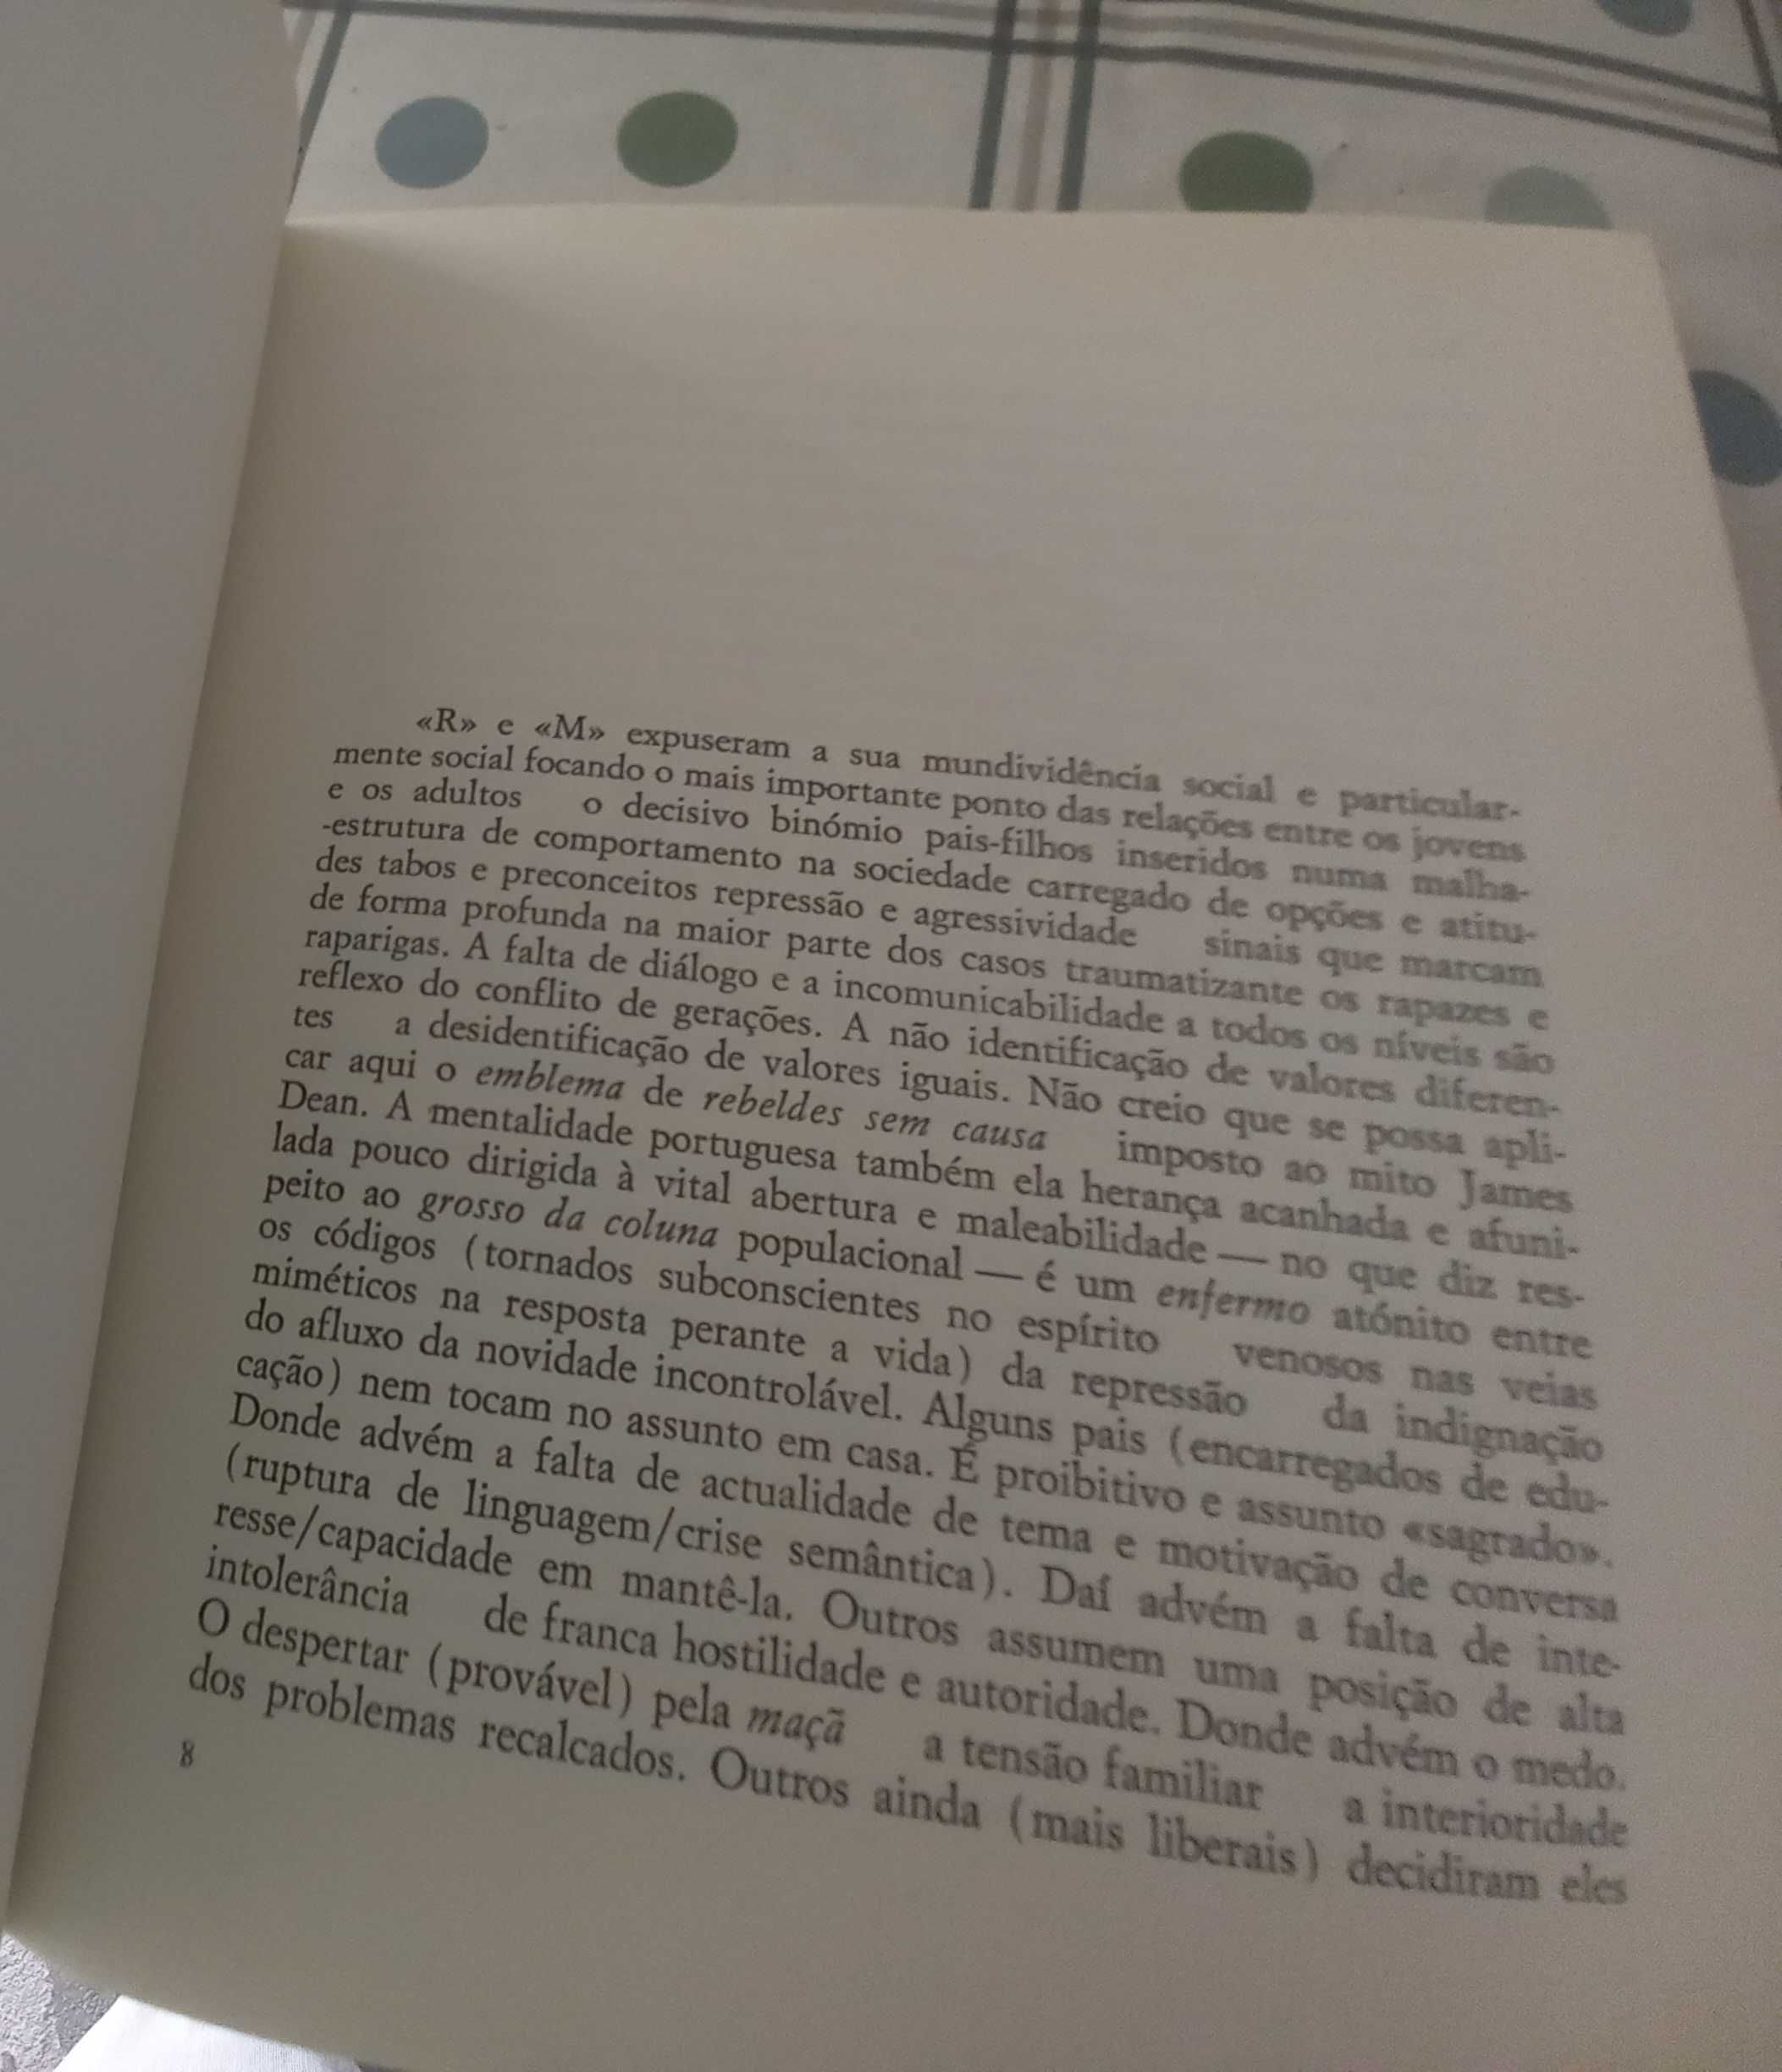 «R» e «M» expuseram a sua mundividência social e particular-
mente social focando o mais importante ponto das relações entre os jovens
e os adultos o decisivo binómio pais-filhos inseridos numa malha-
-estrutura de comportamento na sociedade carregado de opções e atitu-
des tabos e preconceitos repressão e agressividade sinais que marcam
de forma profunda na maior parte dos casos traumatizante os rapazes e
raparigas. A falta de diálogo e a incomunicabilidade a todos os níveis são
reflexo do conflito de gerações. A não identificação de valores diferen-
tes a desidentificação de valores iguais. Não creio que se possa apli-
car aqui o emblema de rebeldes sem causa imposto ao mito James
Dean. A mentalidade portuguesa também ela herança acanhada e afuni-
lada pouco dirigida à vital abertura e maleabilidade — no que diz res-
peito ao grosso da coluna populacional — é um enfermo atónito entre
os códigos (tornados subconscientes no espírito venosos nas veias
miméticos na resposta perante a vida) da repressão da indignação
do afluxo da novidade incontrolável. Alguns pais (encarregados de edu-
cação) nem tocam no assunto em casa. É proibitivo e assunto «sagrado».
Donde advém a falta de actualidade de tema e motivação de conversa
(ruptura de linguagem/crise semântica). Daí advém a falta de inte-
resse/capacidade em mantê-la. Outros assumem uma posição de alta
intolerância de franca hostilidade e autoridade. Donde advém o medo.
O despertar (provável) pela maçã a tensão familiar a interioridade
dos problemas recalcados. Outros ainda (mais liberais) decidiram eles
8